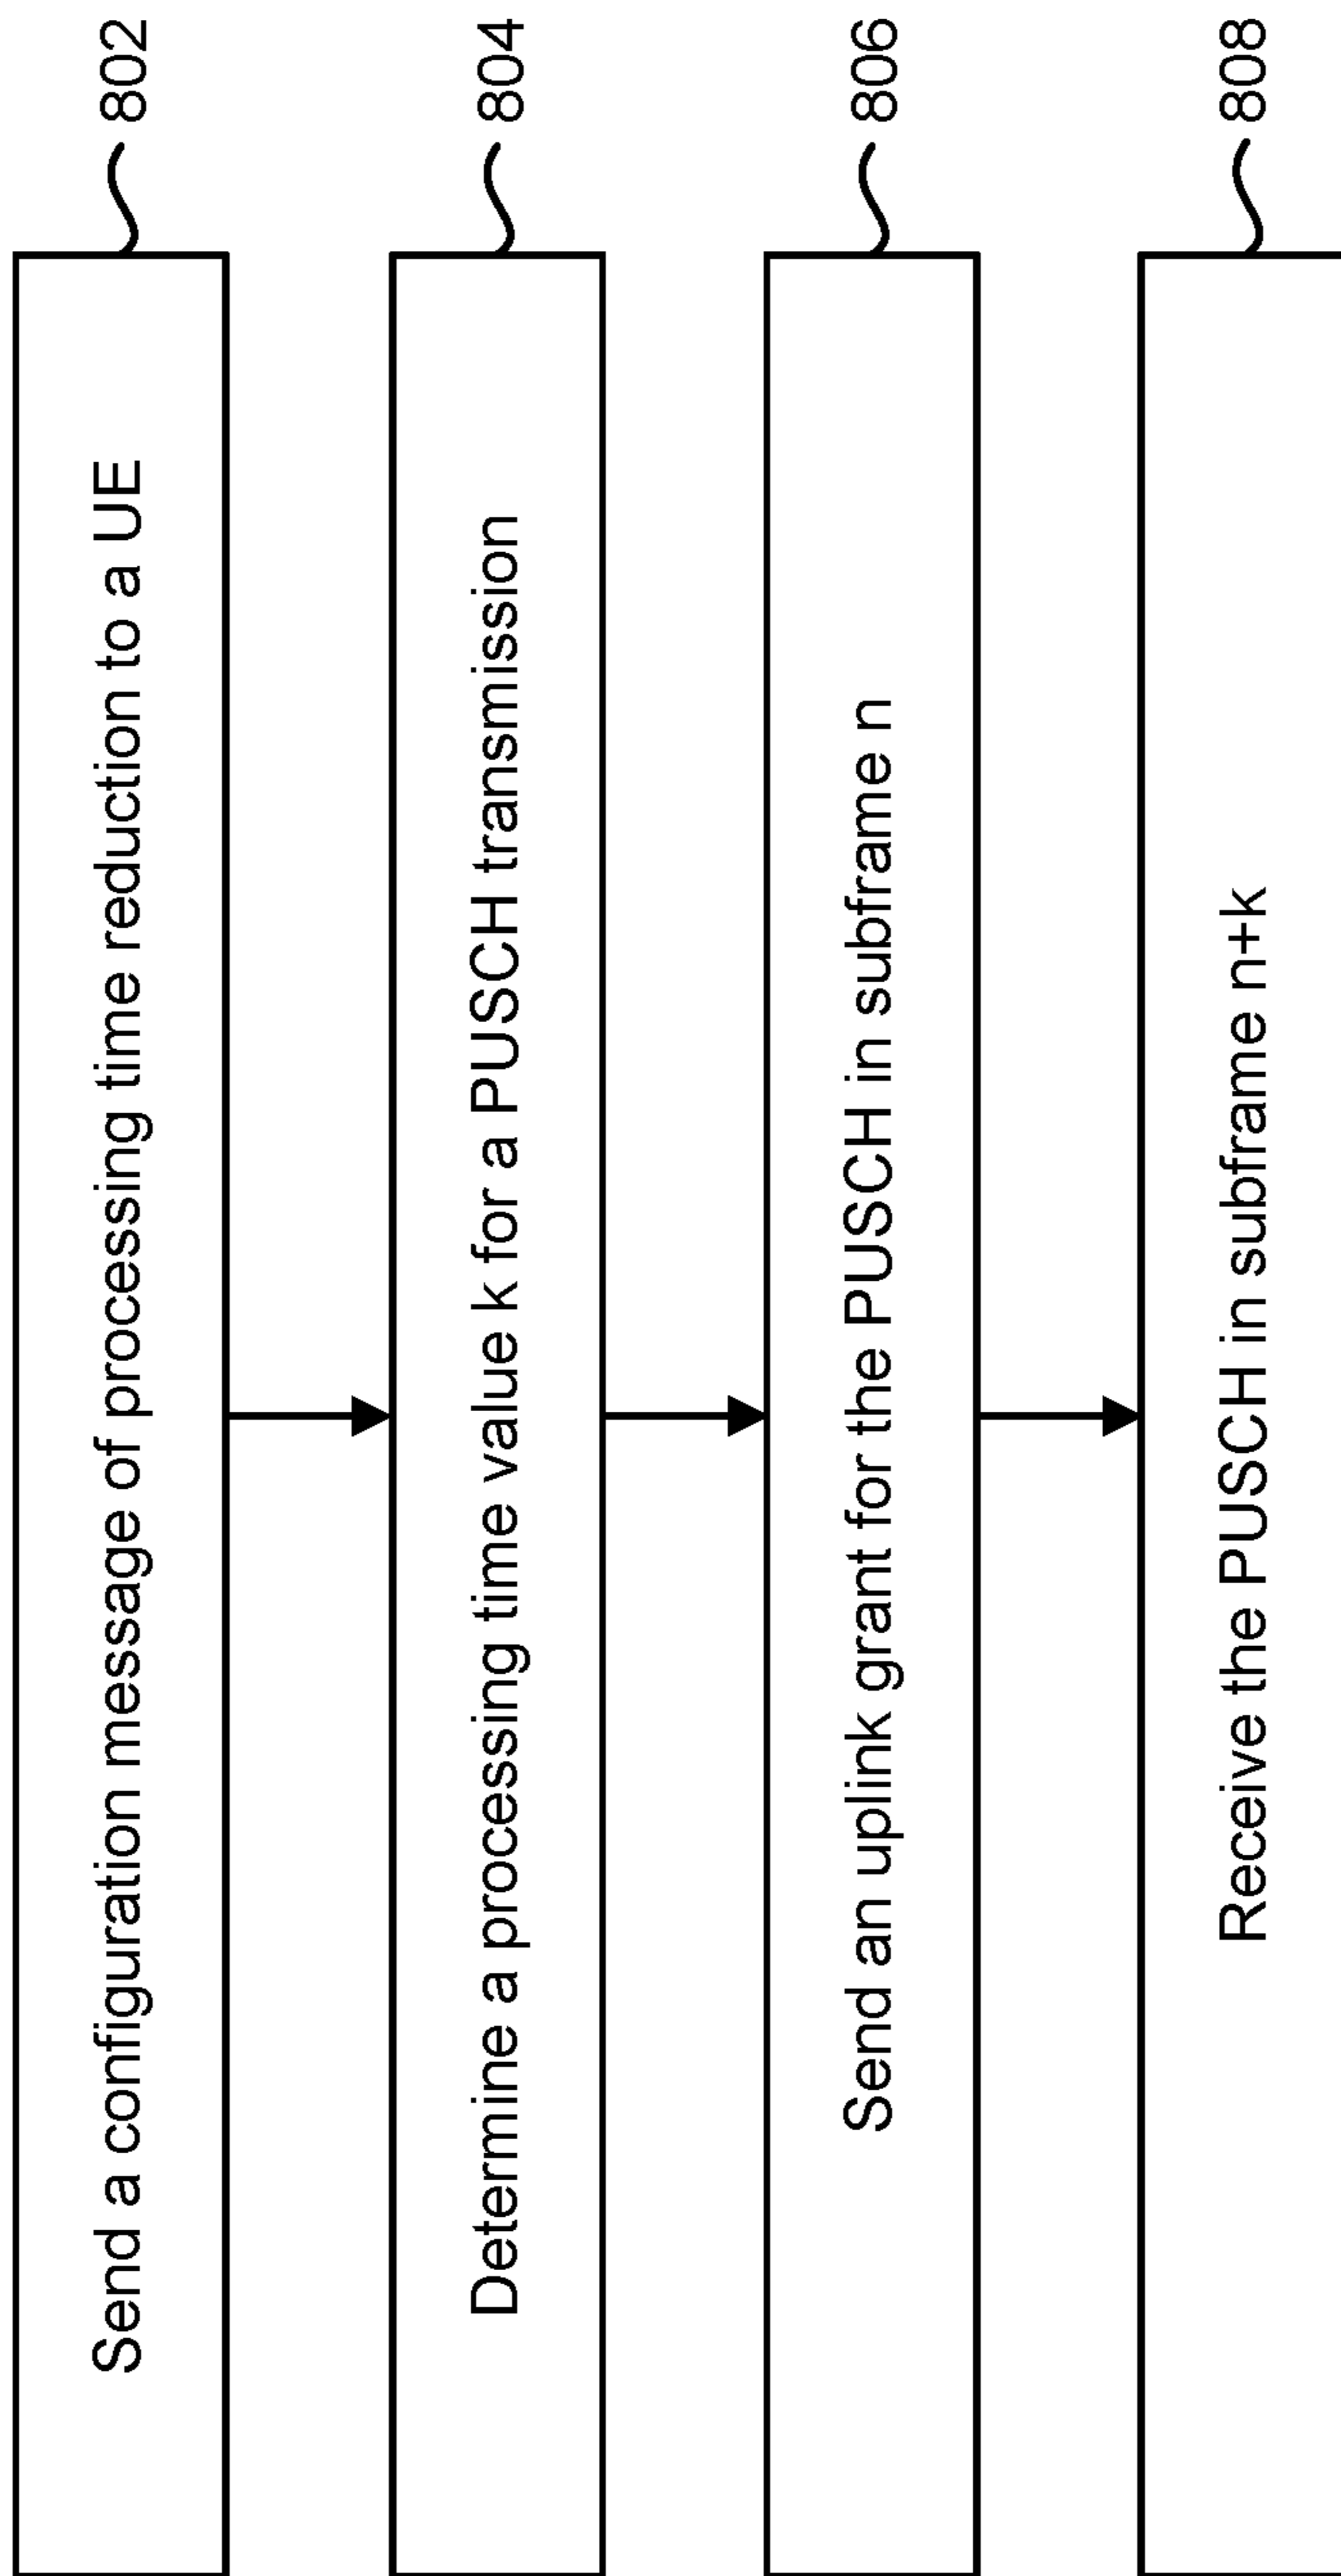 Send a configuration message of processing time reduction to a UE
802
Determine a processing time value k for a PUSCH transmission
804
Send an uplink grant for the PUSCH in subframe n
806
Receive the PUSCH in subframe n+k
808